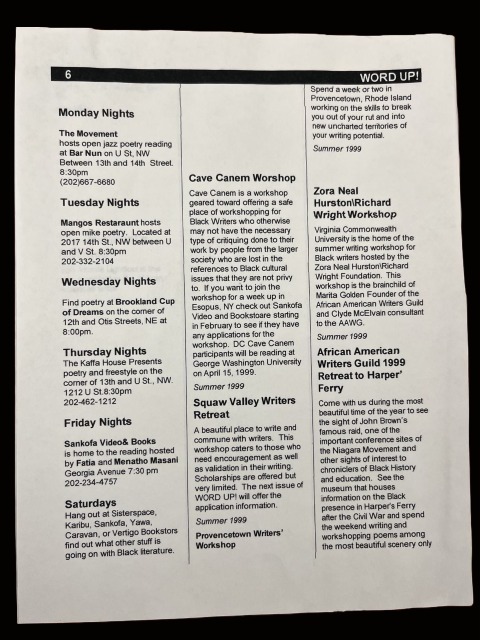 6
WORD UP!
Monday Nights
The Movement
hosts open jazz poetry reading
at Bar Nun on U St, NW
Between 13th and 14th Street.
8:30pm
(202)667-6680
Tuesday Nights
Mangos Restaraunt hosts
open mike poetry. Located at
2017 14th St., NW between U
and V St. 8:30pm
202-332-2104
Wednesday Nights
Find poetry at Brookland Cup
of Dreams on the corner of
12th and Otis Streets, NE at
8:00pm.
Thursday Nights
The Kaffa House Presents
poetry and freestyle on the
corner of 13th and U St., NW.
1212 U St.8:30pm
202-462-1212
Friday Nights
Sankofa Video& Books
is home to the reading hosted
by Fatia and Menatho Masani
Georgia Avenue 7:30 pm
202-234-4757
Saturdays
Hang out at Sisterspace,
Karibu, Sankofa, Yawa,
Caravan, or Vertigo Bookstors
find out what other stuff is
going on with Black literature.
Cave Canem Worshop
Cave Canem is a workshop
geared toward offering a safe
place of workshopping for
Black Writers who otherwise
may not have the necessary
type of critiquing done to their
work by people from the larger
society who are lost in the
references to Black cultural
issues that they are not privy
to. If you want to join the
workshop for a week up in
Esopus, NY check out Sankofa
Video and Bookstoare starting
in February to see if they have
any applications for the
workshop. DC Cave Canem
participants will be reading at
George Washington University
on April 15, 1999.
Summer 1999
Squaw Valley Writers
Retreat
A beautiful place to write and
commune with writers. This
workshop caters to those who
need encouragement as well
as validation in their writing.
Scholarships are offered but
very limited. The next issue of
WORD UP! will offer the
application information.
Summer 1999
Provencetown Writers'
Workshop
Spend a week or two in
Provencetown, Rhode Island
working on the skills to break
you out of your rut and into
new uncharted territories of
your writing potential.
Summer 1999
Zora Neal
Hurston\Richard
Wright Workshop
Virginia Commonwealth
University is the home of the
summer writing workshop for
Black writers hosted by the
Zora Neal Hurston\Richard
Wright Foundation. This
workshop is the brainchild of
Marita Golden Founder of the
African American Writers Guild
and Clyde McElvain consultant
to the AAWG.
Summer 1999
African American
Writers Guild 1999
Retreat to Harper'
Ferry
Come with us during the most
beautiful time of the year to see
the sight of John Brown's
famous raid, one of the
important conference sites of
the Niagara Movement and
other sights of interest to
chroniclers of Black History
and education. See the
museum that houses
information on the Black
presence in Harper's Ferry
after the Civil War and spend
the weekend writing and
workshopping poems among
the most beautiful scenery only